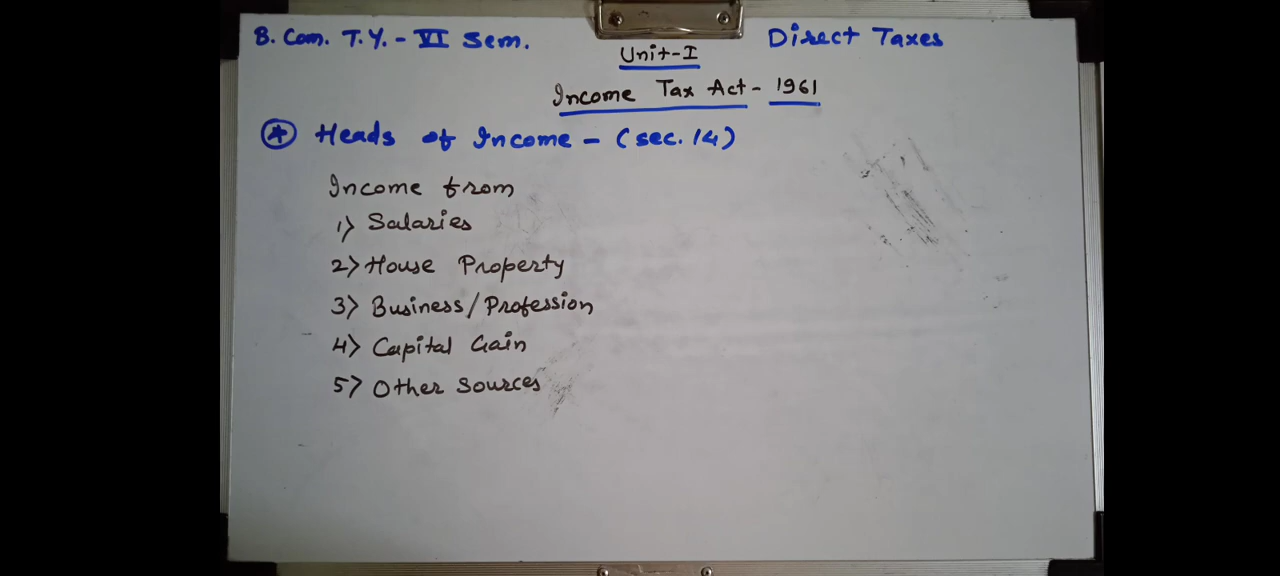 B. Com. T.Y. - VI Sem.
Direct Taxes
Unit-I
Income Tax Act - 1961
* Heads of Income - (sec. 14)
Income from
1) Salaries
2) House Property
3) Business/Profession
4) Capital Gain
5) Other Sources